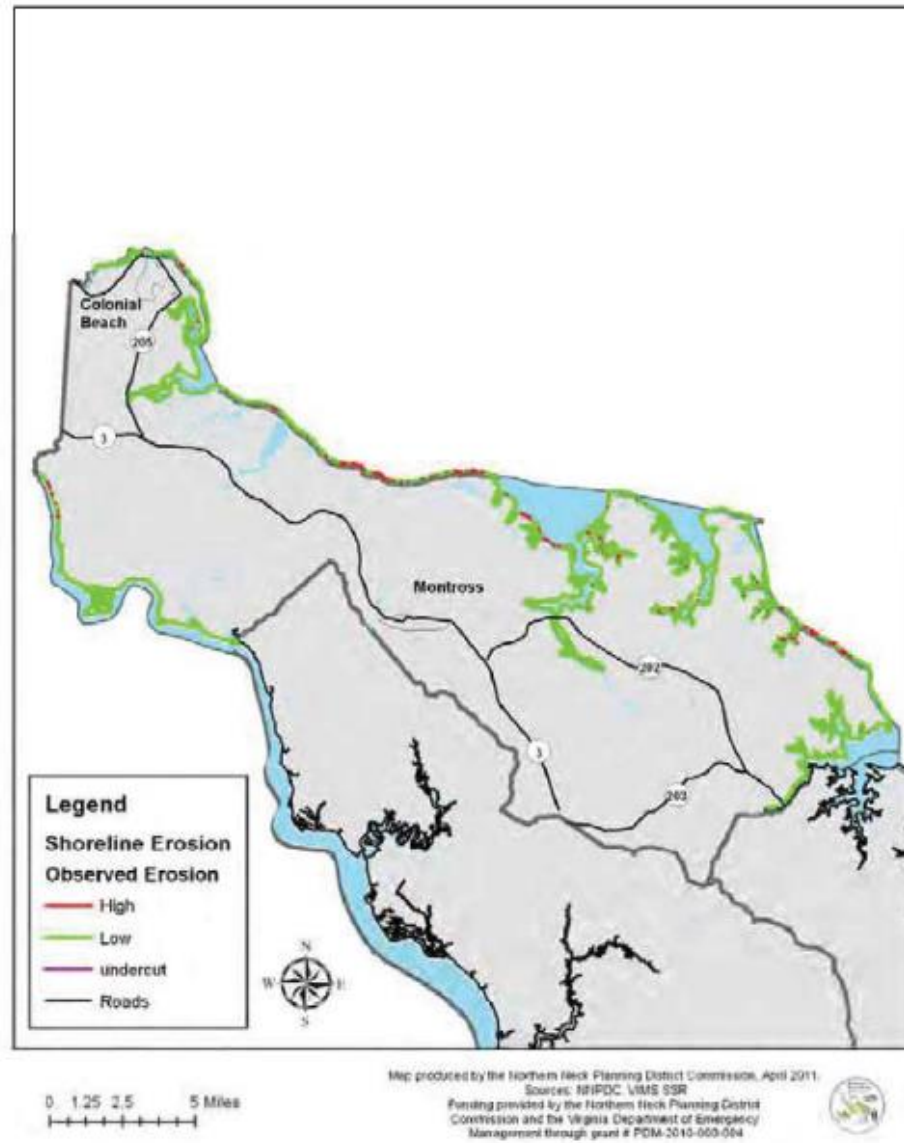 Colonial
Beach
205
3
Montross
202
3
203
Legend
Shoreline Erosion
Observed Erosion
High
Low
undercut
Roads
N
W
E
S
0 1.25 2.5 5 Miles
Map produced by the Northern Neck Planning District Commission, April 2011.
Sources: NNPDC, VIMS SSR
Funding provided by the Northern Neck Planning District
Commission and the Virginia Department of Emergency
Management through grant # PDM-2010-003-004